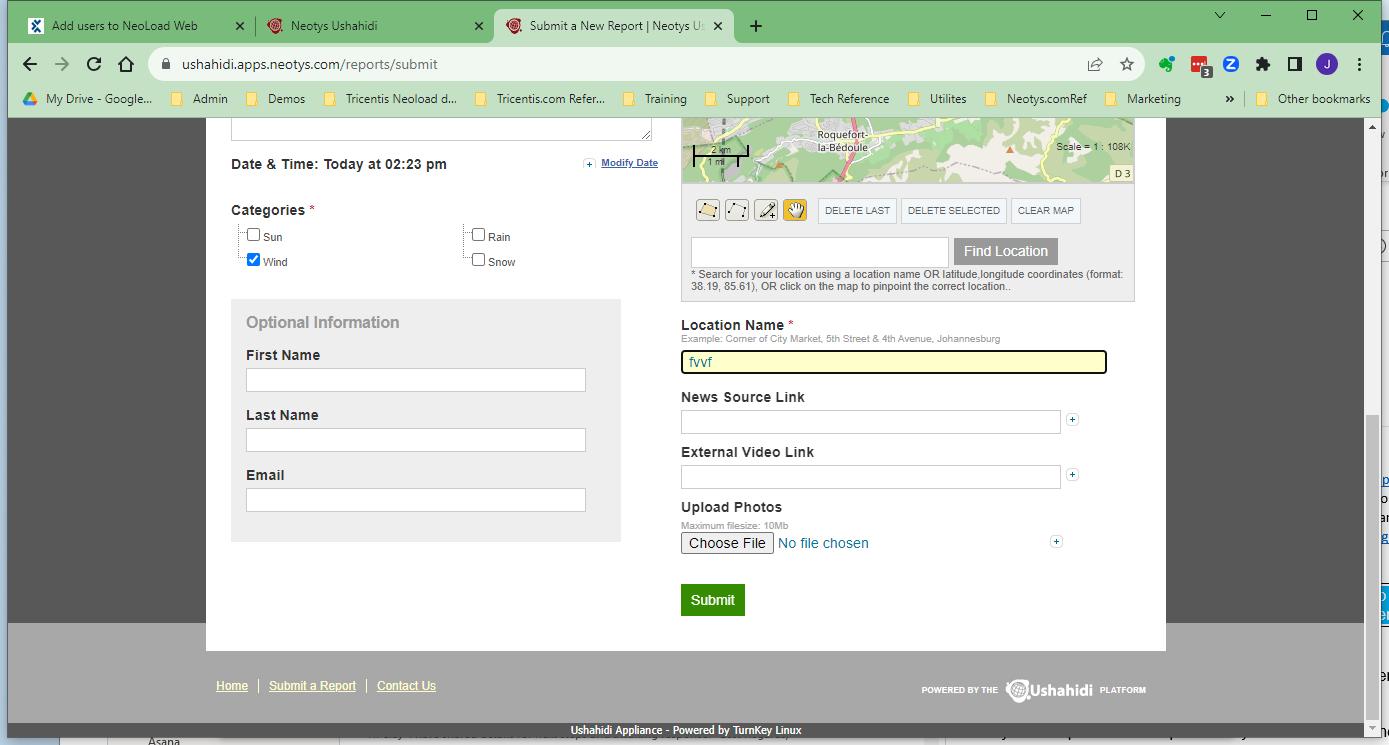 Add users to NeoLoad Web
Neotys Ushahidi
Submit a New Report | Neotys Us
ushahidi.apps.neotys.com/reports/submit
3
Z
J
My Drive - Google...
Admin
Demos
Tricentis Neoload d...
Tricentis.com Refer...
Training
Support
Tech Reference
Utilites
Neotys.comRef
Marketing
»
Other bookmarks
Roquefort-
la-Bédoule
2 km
1 mi
Scale = 1 : 108K
D 3
Date & Time: Today at 02:23 pm
Modify Date
Categories *
Sun
Rain
Wind
Snow
DELETE LAST
DELETE SELECTED
CLEAR MAP
Find Location
* Search for your location using a location name OR latitude,longitude coordinates (format:
38.19, 85.61), OR click on the map to pinpoint the correct location..
Optional Information
First Name
Last Name
Email
Location Name *
Example: Corner of City Market, 5th Street & 4th Avenue, Johannesburg
fvvf
News Source Link
External Video Link
Upload Photos
Maximum filesize: 10Mb
Choose File No file chosen
Submit
Home
Submit a Report
Contact Us
POWERED BY THE Ushahidi PLATFORM
Ushahidi Appliance - Powered by TurnKey Linux
Asana